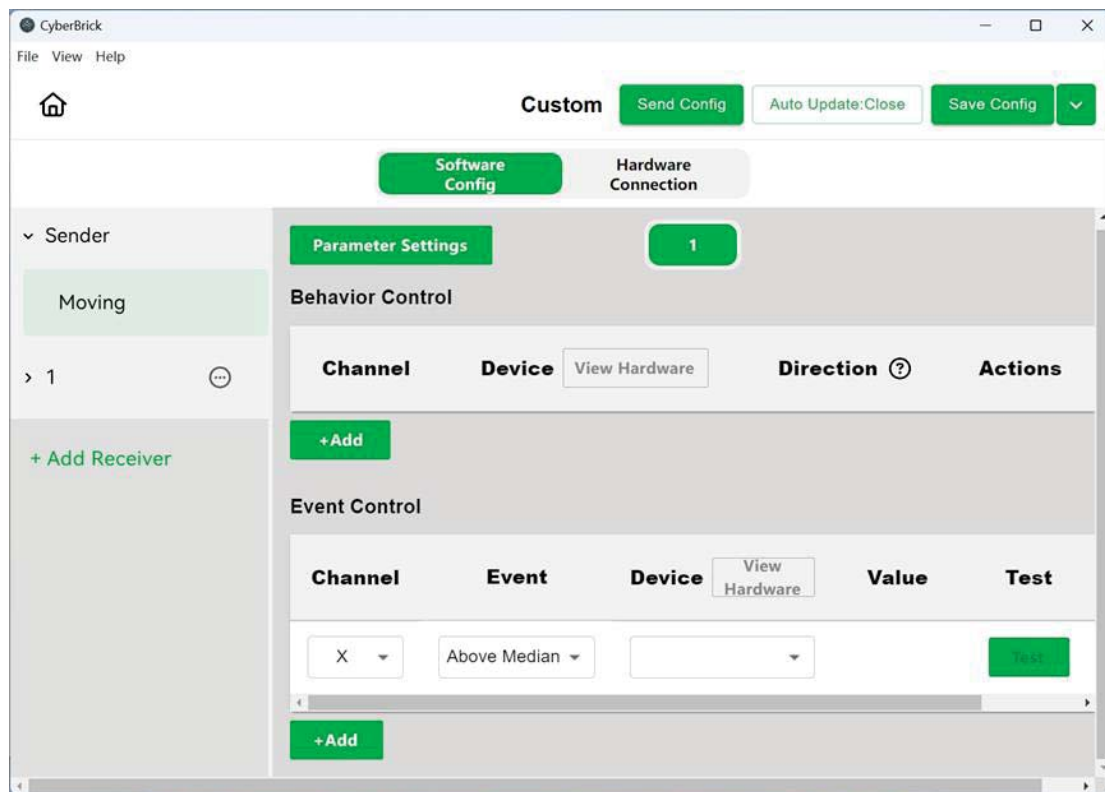 CyberBrick
File View Help
Custom Send Config Auto Update:Close Save Config
Software
Config
Hardware
Connection
Sender
Moving
1
+ Add Receiver
Parameter Settings
1
Behavior Control
Channel Device View Hardware Direction ? Actions
+Add
Event Control
Channel Event Device View
Hardware Value Test
X Above Median Test
+Add